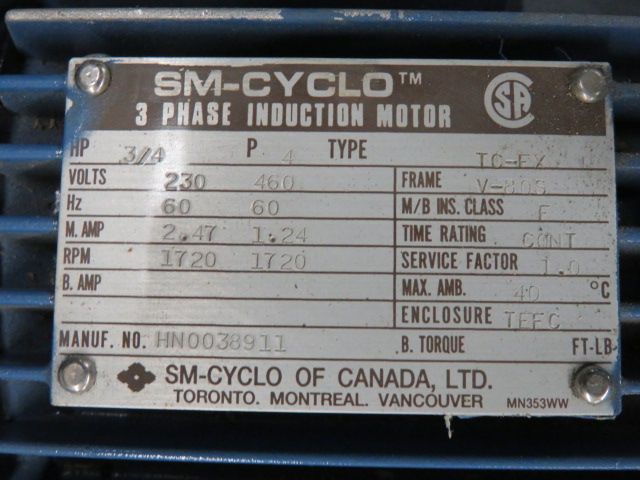 SM-CYCLO™
3 PHASE INDUCTION MOTOR
CSA
HP 3/4 P 4 TYPE TC-FX
VOLTS 230 460 FRAME V-80S
Hz 60 60 M/B INS. CLASS F
M. AMP 2.47 1.24 TIME RATING CONT
RPM 1720 1720 SERVICE FACTOR 1.0
B. AMP MAX. AMB. 40 °C
ENCLOSURE TEFC
MANUF. NO. HN0038911 B. TORQUE FT-LB
SM-CYCLO OF CANADA, LTD.
TORONTO. MONTREAL. VANCOUVER MN353WW